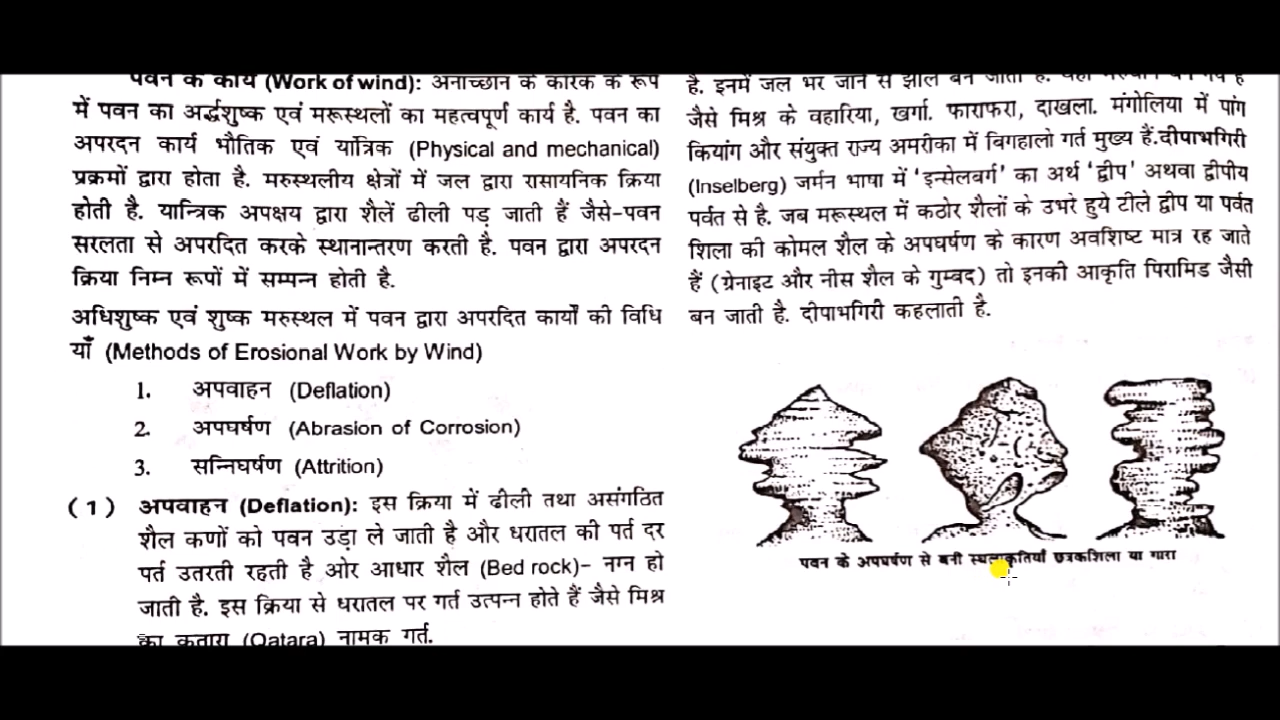 पवन के कार्य (Work of wind): अनाच्छान के कारक के रूप
में पवन का अर्द्धशुष्क एवं मरूस्थलों का महत्वपूर्ण कार्य है. पवन का
अपरदन कार्य भौतिक एवं यांत्रिक (Physical and mechanical)
प्रक्रमों द्वारा होता है. मरुस्थलीय क्षेत्रों में जल द्वारा रासायनिक क्रिया
होती है. यान्त्रिक अपक्षय द्वारा शैलें ढीली पड़ जाती हैं जैसे-पवन
सरलता से अपरदित करके स्थानान्तरण करती है. पवन द्वारा अपरदन
क्रिया निम्न रूपों में सम्पन्न होती है.
अधिशुष्क एवं शुष्क मरुस्थल में पवन द्वारा अपरदित कार्यों की विधि
याँ (Methods of Erosional Work by Wind)
1. अपवाहन (Deflation)
2. अपघर्षण (Abrasion of Corrosion)
3. सन्निघर्षण (Attrition)
(1) अपवाहन (Deflation): इस क्रिया में ढीली तथा असंगठित
शैल कणों को पवन उड़ा ले जाती है और धरातल की पर्त दर
पर्त उतरती रहती है ओर आधार शैल (Bed rock)- नग्न हो
जाती है. इस क्रिया से धरातल पर गर्त उत्पन्न होते हैं जैसे मिश्र
का कतारा (Qatara) नामक गर्त.
है. इनमें जल भर जाने से झील बन जाती है.
जैसे मिश्र के वहारिया, खर्गा. फाराफरा, दाखला. मंगोलिया में पांग
कियांग और संयुक्त राज्य अमरीका में बिगहालो गर्त मुख्य हैं.दीपाभगिरी
(Inselberg) जर्मन भाषा में 'इन्सेलबर्ग' का अर्थ 'द्वीप' अथवा द्वीपीय
पर्वत से है. जब मरूस्थल में कठोर शैलों के उभरे हुये टीले द्वीप या पर्वत
शिला की कोमल शैल के अपघर्षण के कारण अवशिष्ट मात्र रह जाते
हैं (ग्रेनाइट और नीस शैल के गुम्वद) तो इनकी आकृति पिरामिड जैसी
बन जाती है. दीपाभगिरी कहलाती है.
पवन के अपघर्षण से बनी स्थलाकृतियाँ छत्रकशिला या गारा